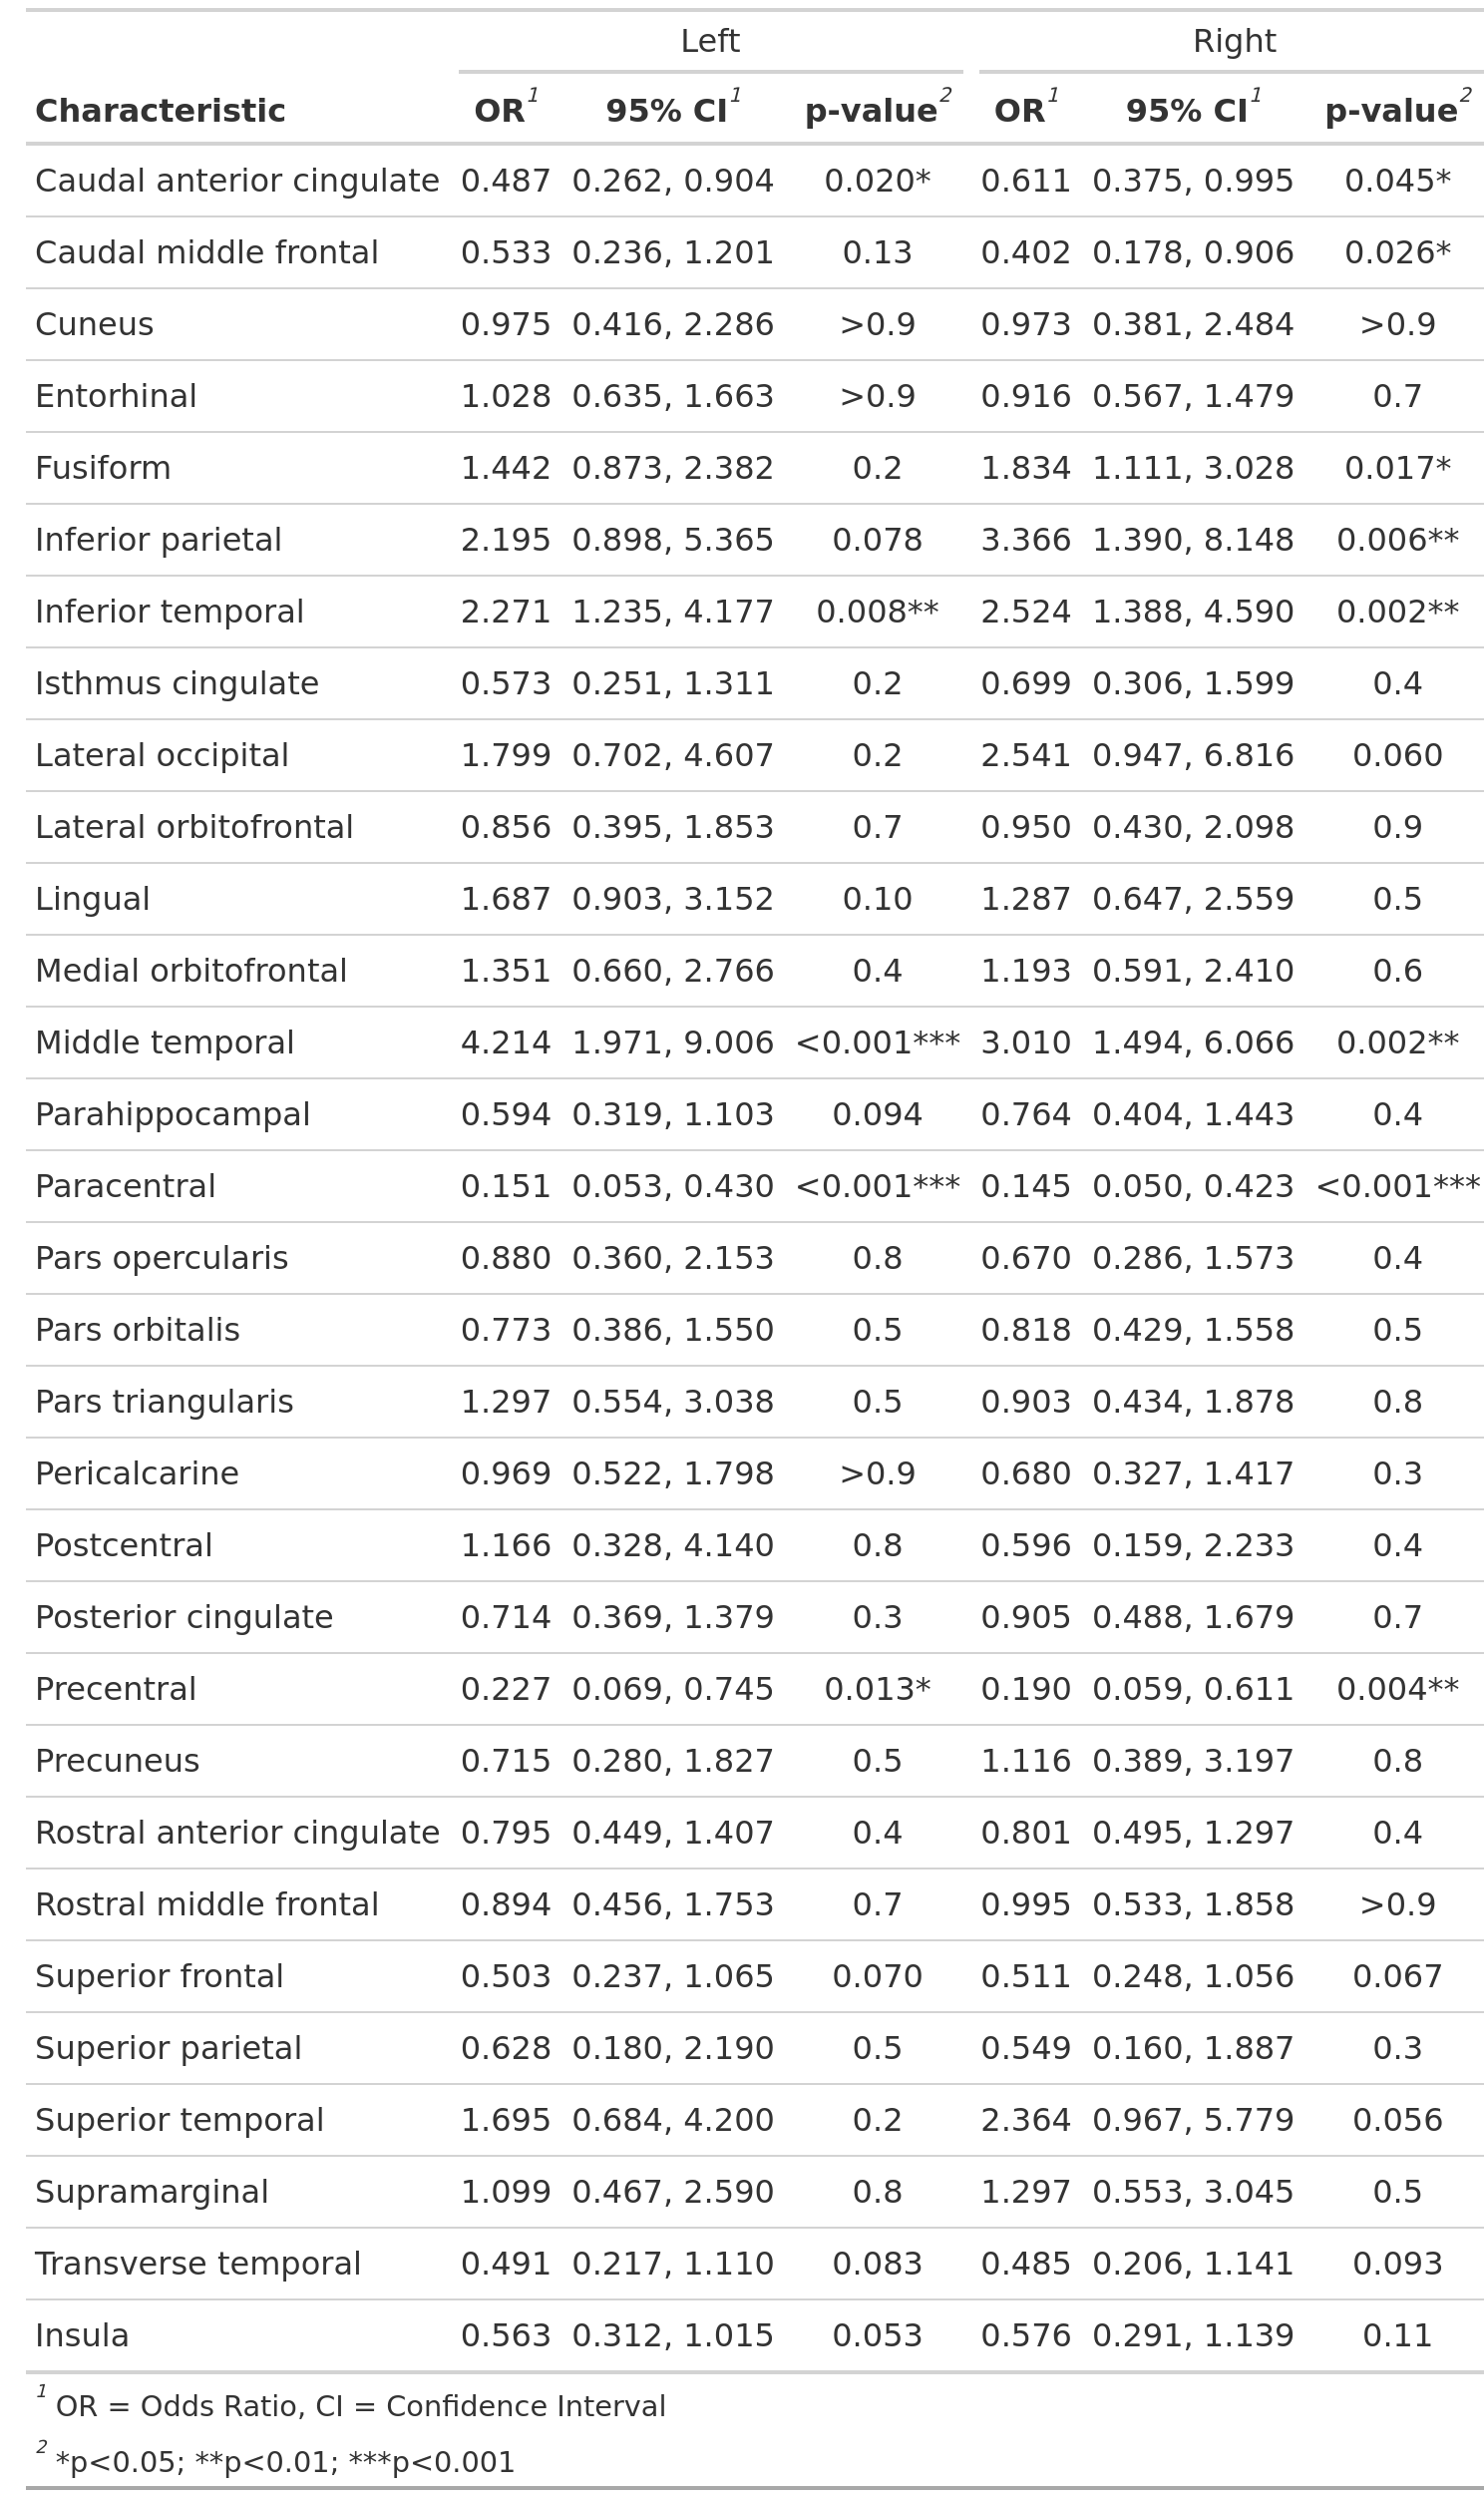 Left Right
Characteristic OR1 95% CI1 p-value2 OR1 95% CI1 p-value2
Caudal anterior cingulate 0.487 0.262, 0.904 0.020* 0.611 0.375, 0.995 0.045*
Caudal middle frontal 0.533 0.236, 1.201 0.13 0.402 0.178, 0.906 0.026*
Cuneus 0.975 0.416, 2.286 >0.9 0.973 0.381, 2.484 >0.9
Entorhinal 1.028 0.635, 1.663 >0.9 0.916 0.567, 1.479 0.7
Fusiform 1.442 0.873, 2.382 0.2 1.834 1.111, 3.028 0.017*
Inferior parietal 2.195 0.898, 5.365 0.078 3.366 1.390, 8.148 0.006**
Inferior temporal 2.271 1.235, 4.177 0.008** 2.524 1.388, 4.590 0.002**
Isthmus cingulate 0.573 0.251, 1.311 0.2 0.699 0.306, 1.599 0.4
Lateral occipital 1.799 0.702, 4.607 0.2 2.541 0.947, 6.816 0.060
Lateral orbitofrontal 0.856 0.395, 1.853 0.7 0.950 0.430, 2.098 0.9
Lingual 1.687 0.903, 3.152 0.10 1.287 0.647, 2.559 0.5
Medial orbitofrontal 1.351 0.660, 2.766 0.4 1.193 0.591, 2.410 0.6
Middle temporal 4.214 1.971, 9.006 <0.001*** 3.010 1.494, 6.066 0.002**
Parahippocampal 0.594 0.319, 1.103 0.094 0.764 0.404, 1.443 0.4
Paracentral 0.151 0.053, 0.430 <0.001*** 0.145 0.050, 0.423 <0.001***
Pars opercularis 0.880 0.360, 2.153 0.8 0.670 0.286, 1.573 0.4
Pars orbitalis 0.773 0.386, 1.550 0.5 0.818 0.429, 1.558 0.5
Pars triangularis 1.297 0.554, 3.038 0.5 0.903 0.434, 1.878 0.8
Pericalcarine 0.969 0.522, 1.798 >0.9 0.680 0.327, 1.417 0.3
Postcentral 1.166 0.328, 4.140 0.8 0.596 0.159, 2.233 0.4
Posterior cingulate 0.714 0.369, 1.379 0.3 0.905 0.488, 1.679 0.7
Precentral 0.227 0.069, 0.745 0.013* 0.190 0.059, 0.611 0.004**
Precuneus 0.715 0.280, 1.827 0.5 1.116 0.389, 3.197 0.8
Rostral anterior cingulate 0.795 0.449, 1.407 0.4 0.801 0.495, 1.297 0.4
Rostral middle frontal 0.894 0.456, 1.753 0.7 0.995 0.533, 1.858 >0.9
Superior frontal 0.503 0.237, 1.065 0.070 0.511 0.248, 1.056 0.067
Superior parietal 0.628 0.180, 2.190 0.5 0.549 0.160, 1.887 0.3
Superior temporal 1.695 0.684, 4.200 0.2 2.364 0.967, 5.779 0.056
Supramarginal 1.099 0.467, 2.590 0.8 1.297 0.553, 3.045 0.5
Transverse temporal 0.491 0.217, 1.110 0.083 0.485 0.206, 1.141 0.093
Insula 0.563 0.312, 1.015 0.053 0.576 0.291, 1.139 0.11
1 OR = Odds Ratio, CI = Confidence Interval
2 *p<0.05; **p<0.01; ***p<0.001